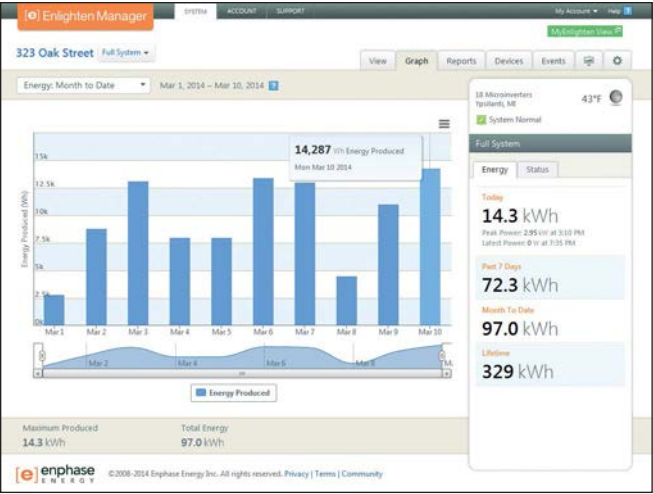 [e] Enlighten Manager
SYSTEM ACCOUNT SUPPORT
My Account Help ?
MyEnlighten View
323 Oak Street Full System
View Graph Reports Devices Events
Energy: Month to Date Mar 1, 2014 – Mar 10, 2014 ?
18 Microinverters
Ypsilanti, MI
43°F
System Normal
Full System
Energy Status
Today
14.3 kWh
Peak Power: 2.95 kW at 3:10 PM
Latest Power: 0 W at 7:35 PM
Past 7 Days
72.3 kWh
Month To Date
97.0 kWh
Lifetime
329 kWh
14,287 Wh Energy Produced
Mon Mar 10 2014
Energy Produced (Wh)
15k
12.5k
10k
7.5k
5k
2.5k
0k
Mar 1 Mar 2 Mar 3 Mar 4 Mar 5 Mar 6 Mar 7 Mar 8 Mar 9 Mar 10
Mar 2 Mar 4 Mar 6 Mar 8
Energy Produced
Maximum Produced
14.3 kWh
Total Energy
97.0 kWh
[e] enphase
ENERGY
©2008-2014 Enphase Energy Inc. All rights reserved. Privacy | Terms | Community